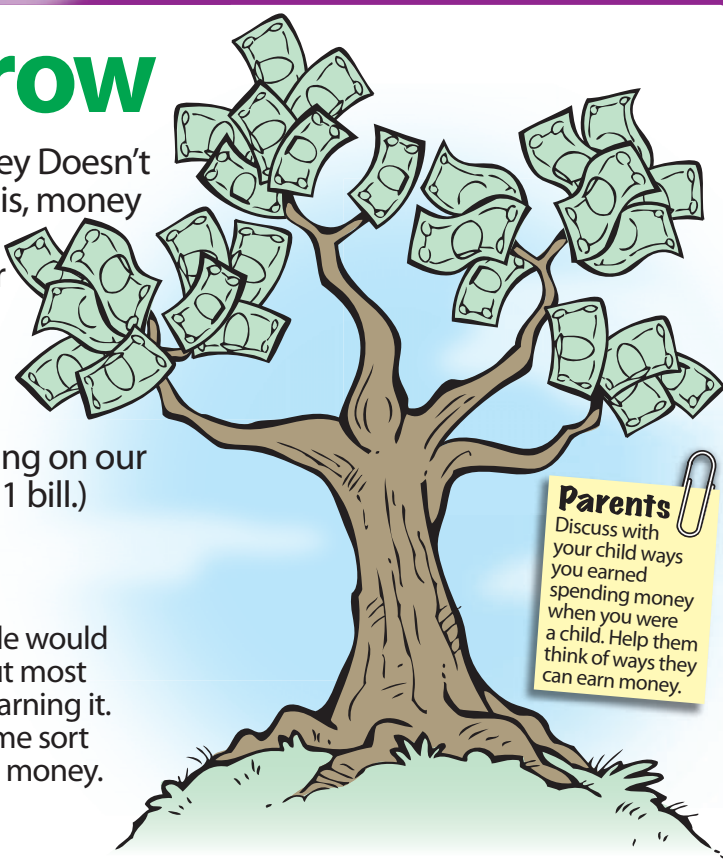 row
ey Doesn't
is, money
r
ng on our
1 bill.)
le would
ut most
arning it.
me sort
money.
Parents
Discuss with
your child ways
you earned
spending money
when you were
a child. Help them
think of ways they
can earn money.